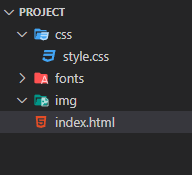 PROJECT
css
style.css
fonts
img
index.html